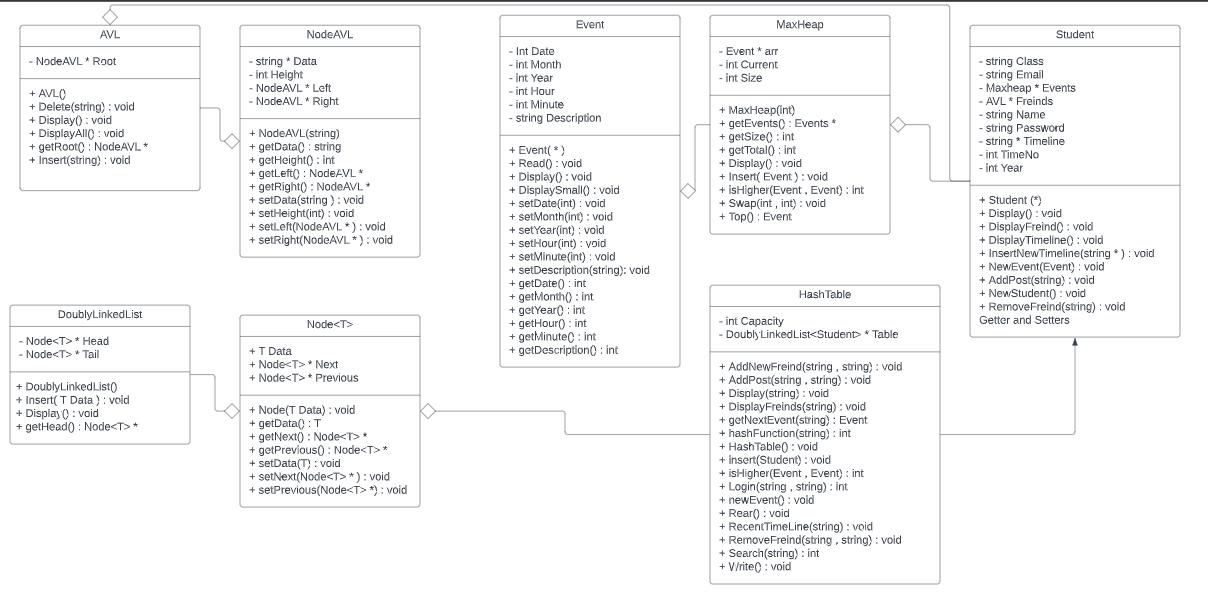 AVL
- NodeAVL * Root
+ AVL()
+ Delete(string) : void
+ Display() : void
+ DisplayAll() : void
+ getRoot() : NodeAVL *
+ Insert(string) : void
NodeAVL
- string * Data
- int Height
- NodeAVL * Left
- NodeAVL * Right
+ NodeAVL(string)
+ getData() : string
+ getHeight() : int
+ getLeft() : NodeAVL *
+ getRight() : NodeAVL *
+ setData(string ) : void
+ setHeight(int) : void
+ setLeft(NodeAVL * ) : void
+ setRight(NodeAVL * ) : void
Event
- Int Date
- int Month
- int Year
- int Hour
- int Minute
- string Description
+ Event( * )
+ Read() : void
+ Display() : void
+ DisplaySmall() : void
+ setDate(int) : void
+ setMonth(int) : void
+ setYear(int) : void
+ setHour(int) : void
+ setMinute(int) : void
+ setDescription(string): void
+ getDate() : int
+ getMonth() : int
+ getYear() : int
+ getHour() : int
+ getMinute() : int
+ getDescription() : int
MaxHeap
- Event * arr
- int Current
- int Size
+ MaxHeap(int)
+ getEvents() : Events *
+ getSize() : int
+ getTotal() : int
+ Display() : void
+ Insert( Event ) : void
+ isHigher(Event , Event) : int
+ Swap(int , int) : void
+ Top() : Event
Student
- string Class
- string Email
- Maxheap * Events
- AVL * Freinds
- string Name
- string Password
- string * Timeline
- int TimeNo
- int Year
+ Student (*)
+ Display() : void
+ DisplayFreind() : void
+ DisplayTimeline() : void
+ InsertNewTimeline(string * ) : void
+ NewEvent(Event) : void
+ AddPost(string) : void
+ NewStudent() : void
+ RemoveFreind(string) : void
Getter and Setters
DoublyLinkedList
- Node<T> * Head
- Node<T> * Tail
+ DoublyLinkedList()
+ Insert( T Data ) : void
+ Display() : void
+ getHead() : Node<T> *
Node<T>
+ T Data
+ Node<T> * Next
+ Node<T> * Previous
+ Node(T Data) : void
+ getData() : T
+ getNext() : Node<T> *
+ getPrevious() : Node<T> *
+ setData(T) : void
+ setNext(Node<T> * ) : void
+ setPrevious(Node<T> *) : void
HashTable
- int Capacity
- DoublyLinkedList<Student> * Table
+ AddNewFreind(string , string) : void
+ AddPost(string , string) : void
+ Display(string) : void
+ DisplayFreinds(string) : void
+ getNextEvent(string) : Event
+ hashFunction(string) : int
+ HashTable() : void
+ insert(Student) : void
+ isHigher(Event , Event) : int
+ Login(string , string) : int
+ newEvent() : void
+ Rear() : void
+ RecentTimeLine(string) : void
+ RemoveFreind(string , string) : void
+ Search(string) : int
+ Write() : void